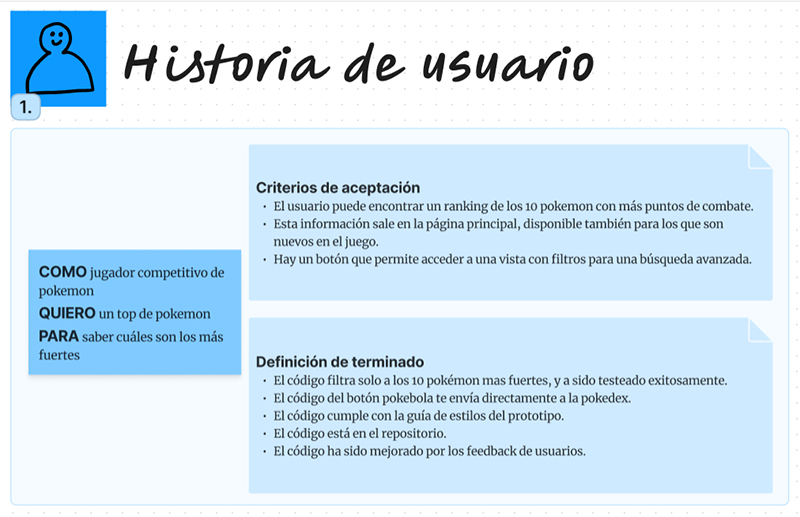 Historia de usuario
1.
COMO jugador competitivo de
pokemon
QUIERO un top de pokemon
PARA saber cuáles son los más
fuertes
Criterios de aceptación
· El usuario puede encontrar un ranking de los 10 pokemon con más puntos de combate.
· Esta información sale en la página principal, disponible también para los que son
nuevos en el juego.
· Hay un botón que permite acceder a una vista con filtros para una búsqueda avanzada.
Definición de terminado
· El código filtra solo a los 10 pokémon mas fuertes, y a sido testeado exitosamente.
· El código del botón pokebola te envía directamente a la pokedex.
· El código cumple con la guía de estilos del prototipo.
· El código está en el repositorio.
· El código ha sido mejorado por los feedback de usuarios.